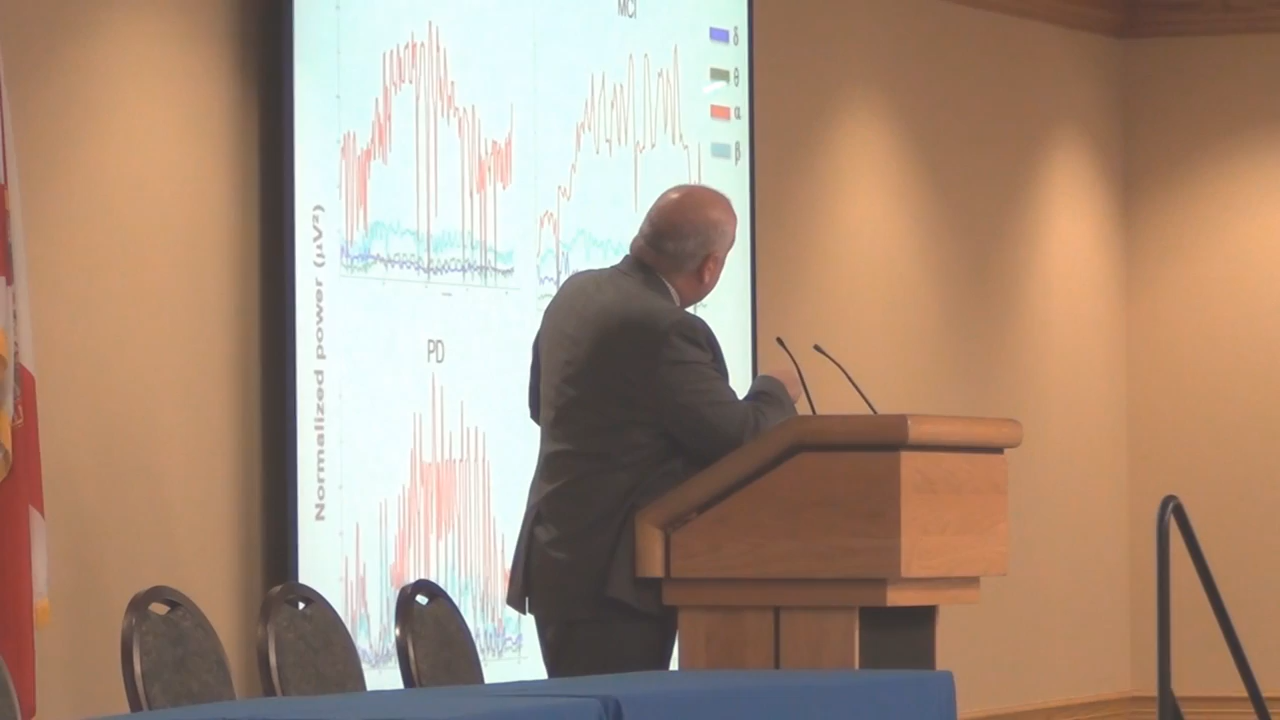 MCI
δ
θ
α
β
Normalized power (μV²)
PD